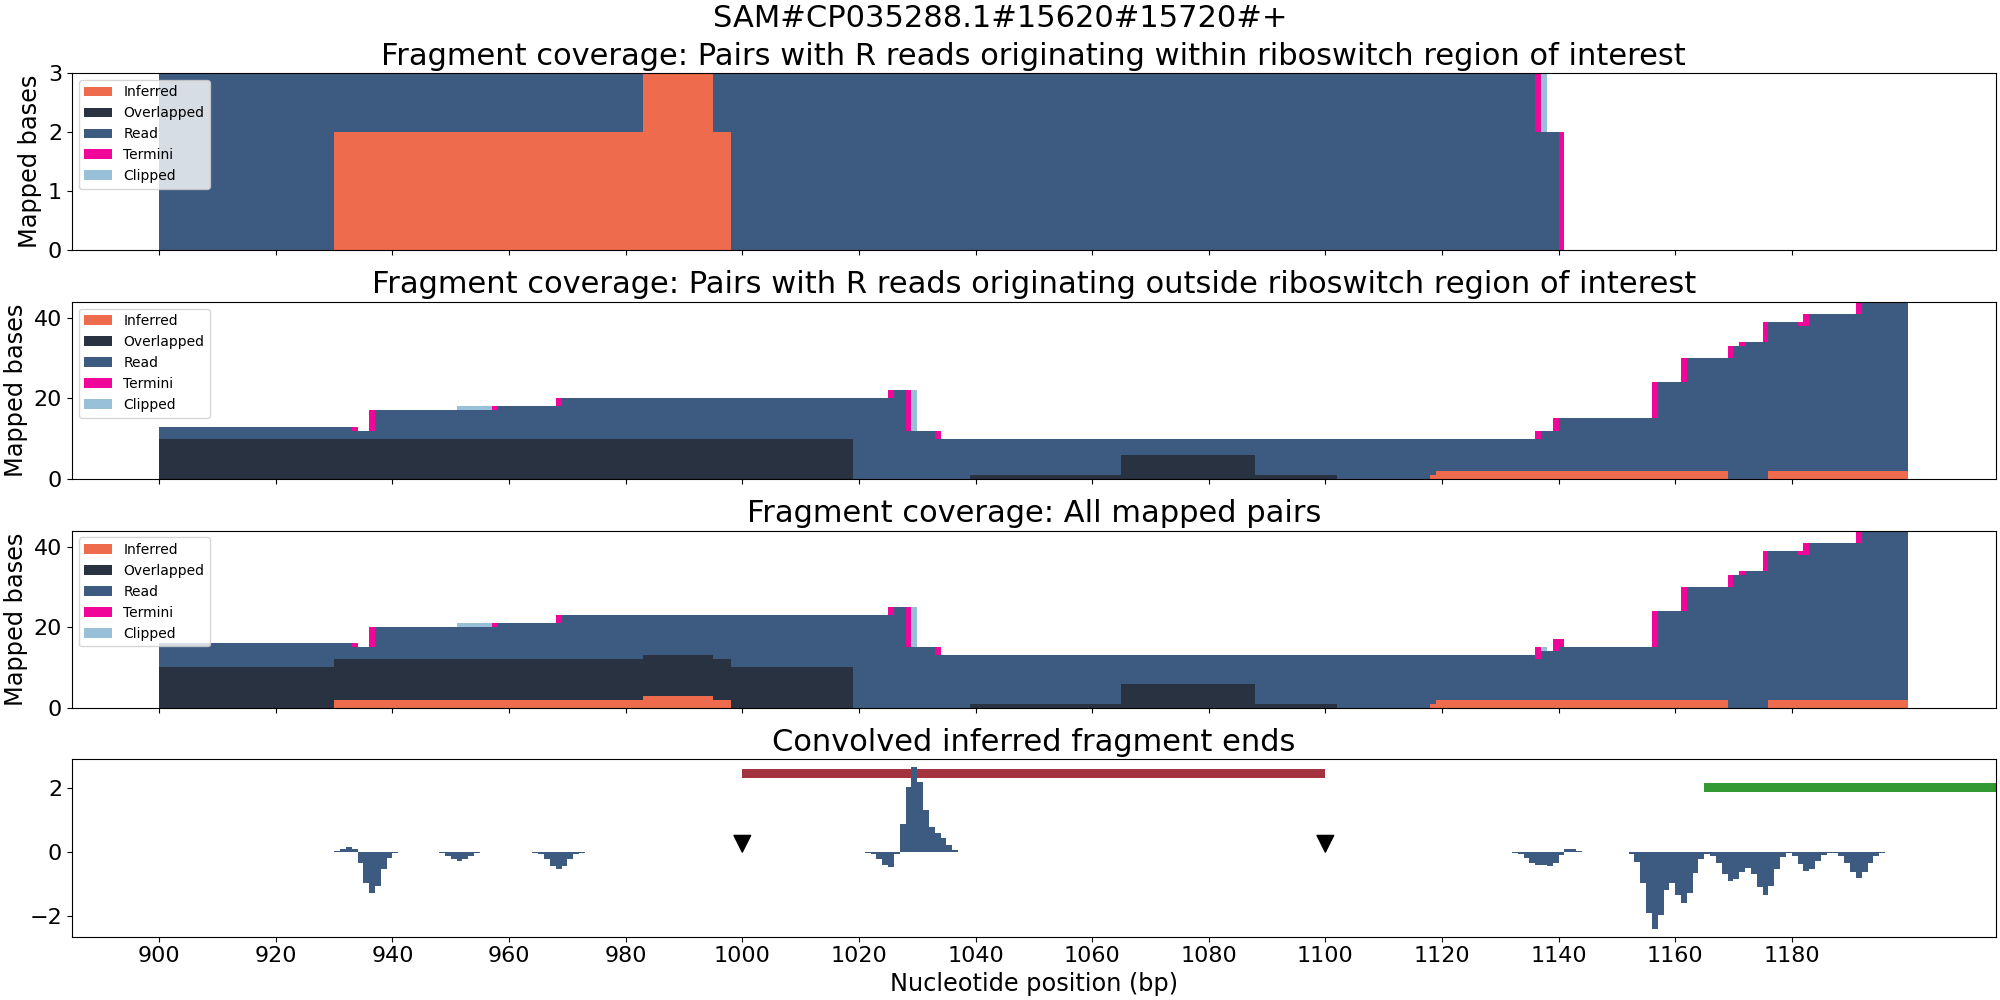 SAM#CP035288.1#15620#15720#+
Fragment coverage: Pairs with R reads originating within riboswitch region of interest
Mapped bases
3
2
1
0
Inferred
Overlapped
Read
Termini
Clipped
Fragment coverage: Pairs with R reads originating outside riboswitch region of interest
Mapped bases
40
20
0
Inferred
Overlapped
Read
Termini
Clipped
Fragment coverage: All mapped pairs
Mapped bases
40
20
0
Inferred
Overlapped
Read
Termini
Clipped
Convolved inferred fragment ends
2
0
−2
900 920 940 960 980 1000 1020 1040 1060 1080 1100 1120 1140 1160 1180
Nucleotide position (bp)